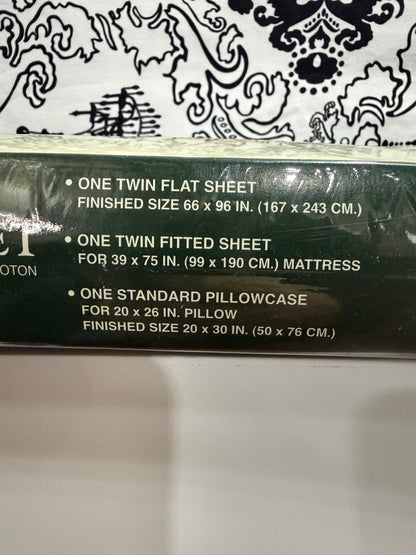 • ONE TWIN FLAT SHEET
FINISHED SIZE 66 x 96 IN. (167 x 243 CM.)
• ONE TWIN FITTED SHEET
FOR 39 x 75 IN. (99 x 190 CM.) MATTRESS
• ONE STANDARD PILLOWCASE
FOR 20 x 26 IN. PILLOW
FINISHED SIZE 20 x 30 IN. (50 x 76 CM.)